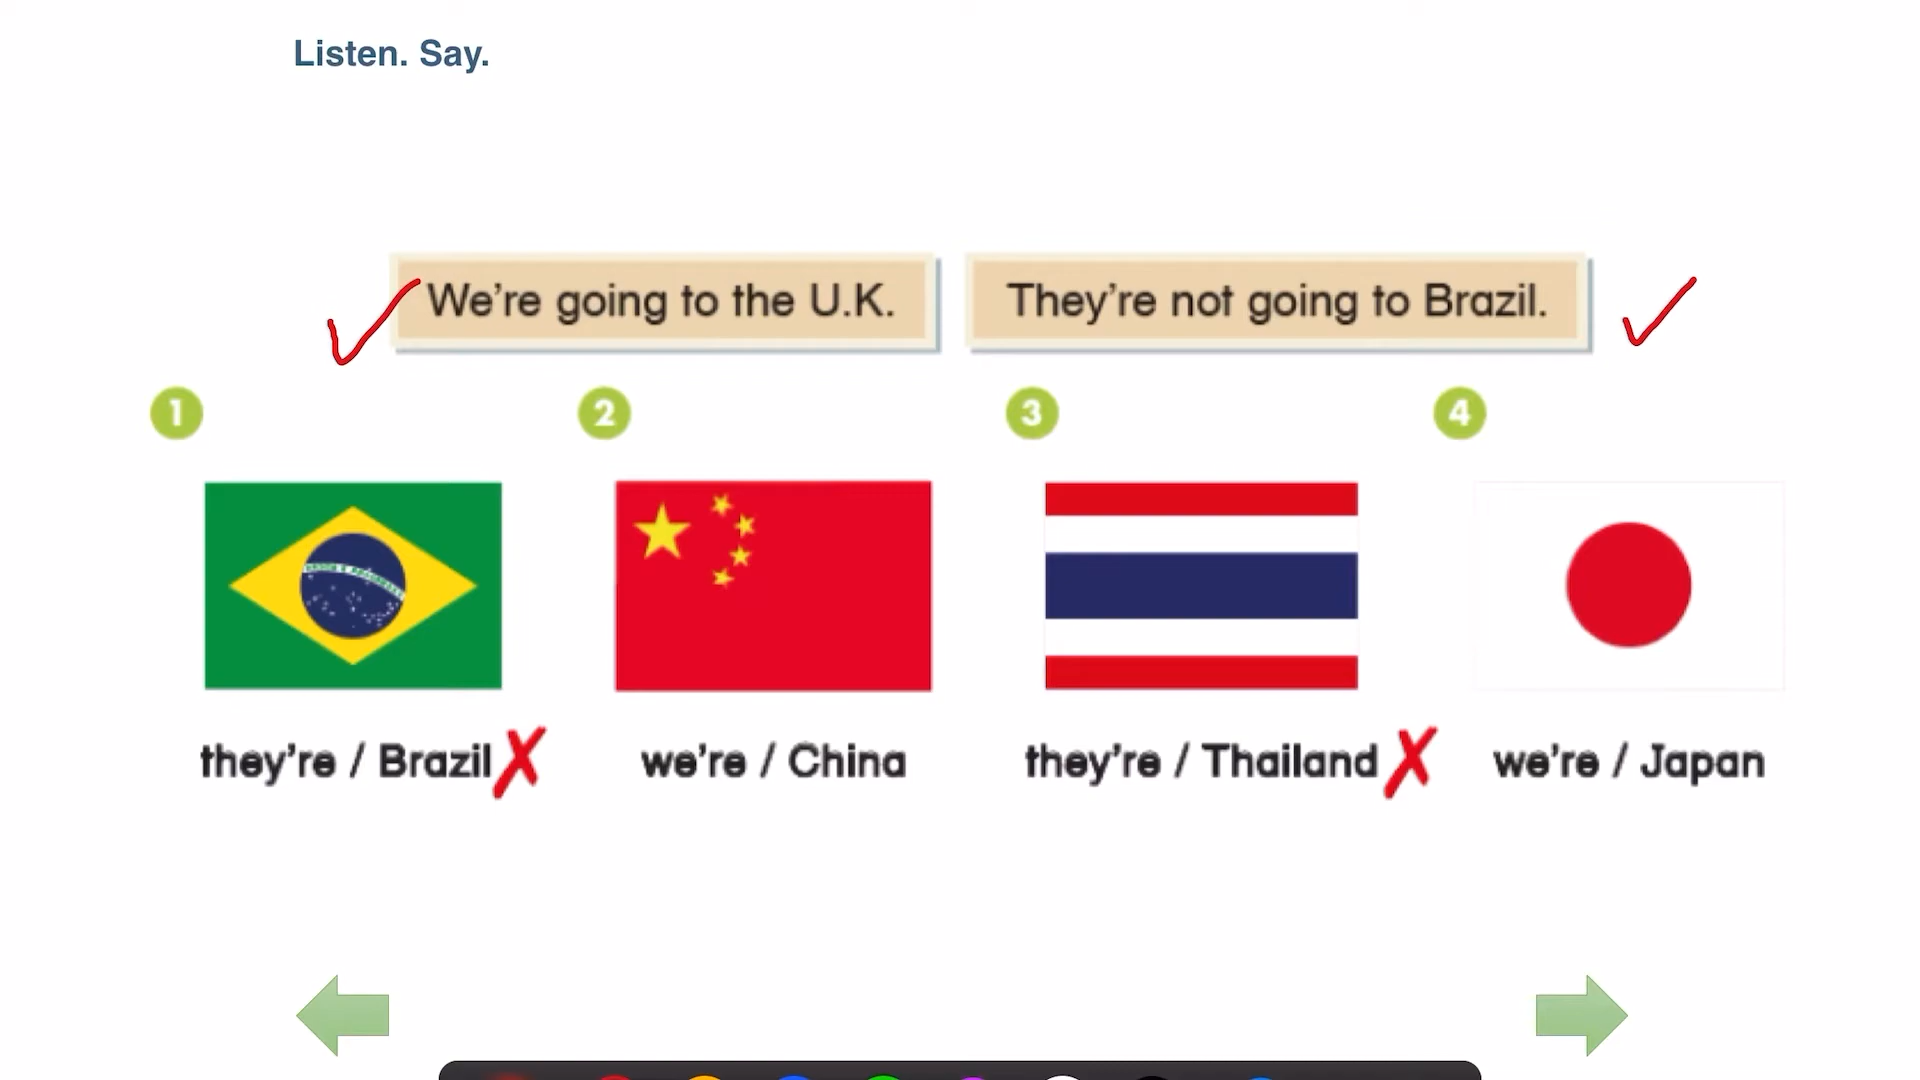 Listen. Say.
We're going to the U.K.
They're not going to Brazil.
1
2
3
4
they're / Brazil ✗
we're / China
they're / Thailand ✗
we're / Japan